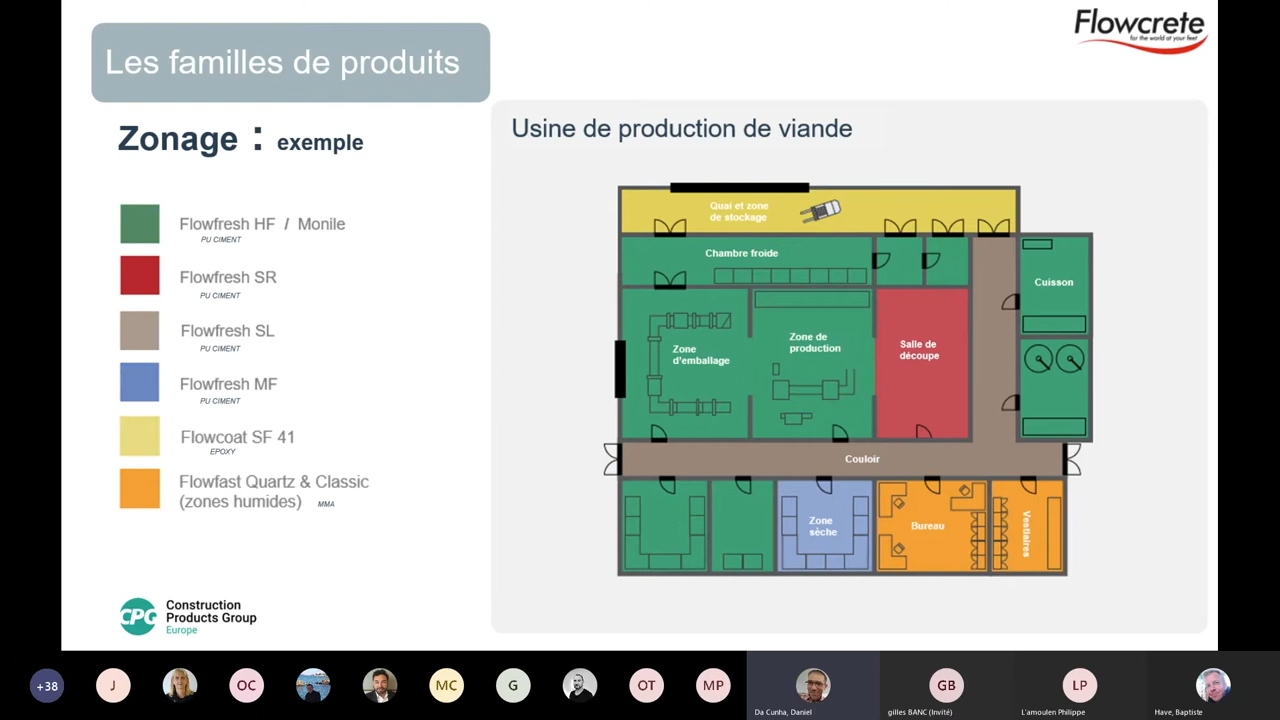 Flowcrete
for the world at your feet
Les familles de produits
Zonage : exemple
Flowfresh HF / Monile
PU CIMENT
Flowfresh SR
PU CIMENT
Flowfresh SL
PU CIMENT
Flowfresh MF
PU CIMENT
Flowcoat SF 41
EPOXY
Flowfast Quartz & Classic
(zones humides) MMA
CPG
Construction
Products Group
Europe
Usine de production de viande
Quai et zone
de stockage
Chambre froide
Cuisson
Zone
d'emballage
Zone de
production
Salle de
découpe
Couloir
Zone
sèche
Bureau
Vestiaires
+38
J
OC
MC
G
OT
MP
GB
LP
Da Cunha, Daniel
gilles BANC (Invité)
L'amoulen Philippe
Have, Baptiste